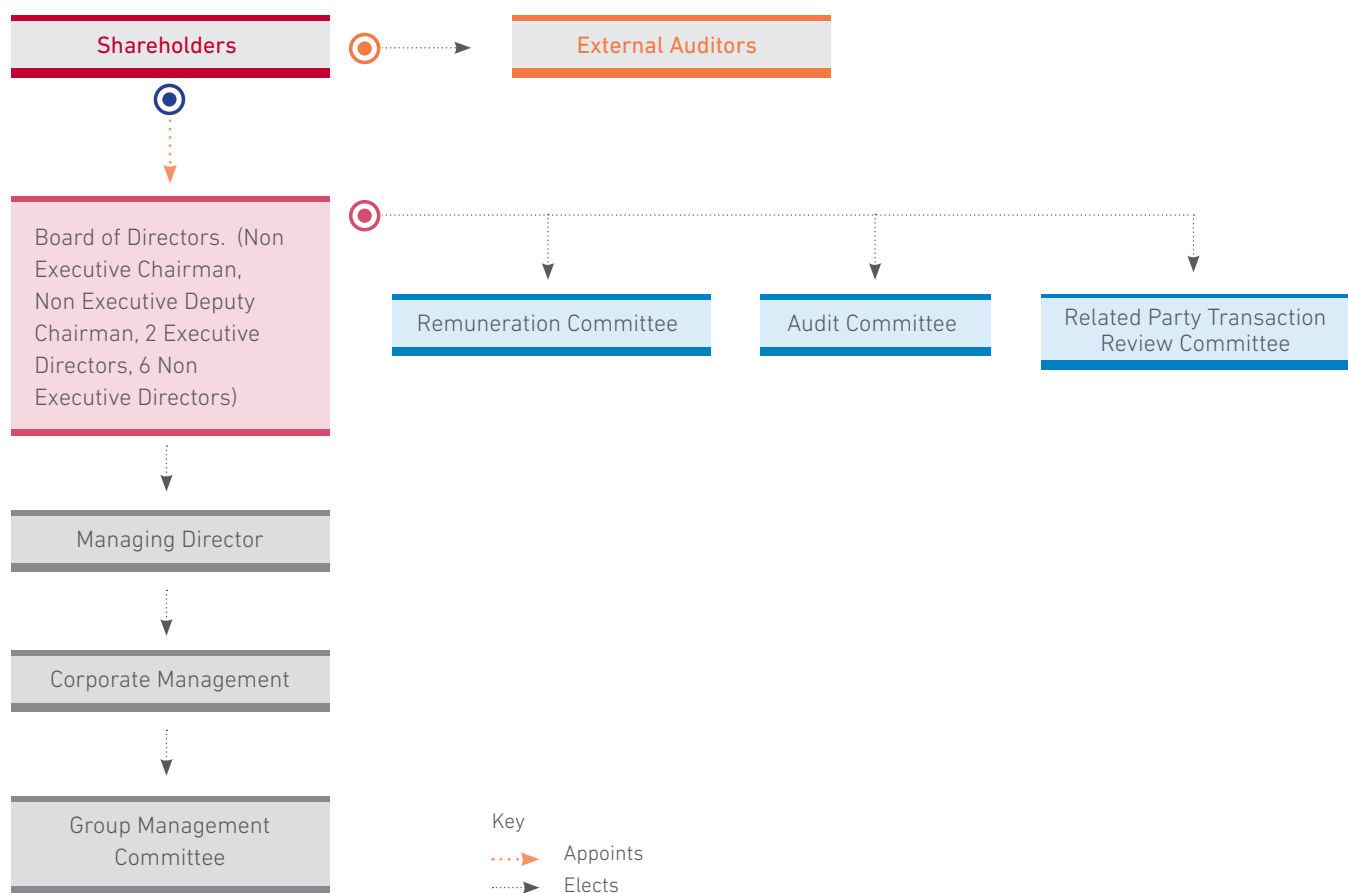 Shareholders
External Auditors
Board of Directors.  (Non
Executive Chairman,
Non Executive Deputy
Chairman, 2 Executive
Directors, 6 Non
Executive Directors)
Remuneration Committee
Audit Committee
Related Party Transaction
Review Committee
Managing Director
Corporate Management
Group Management
Committee
Key
Appoints
Elects